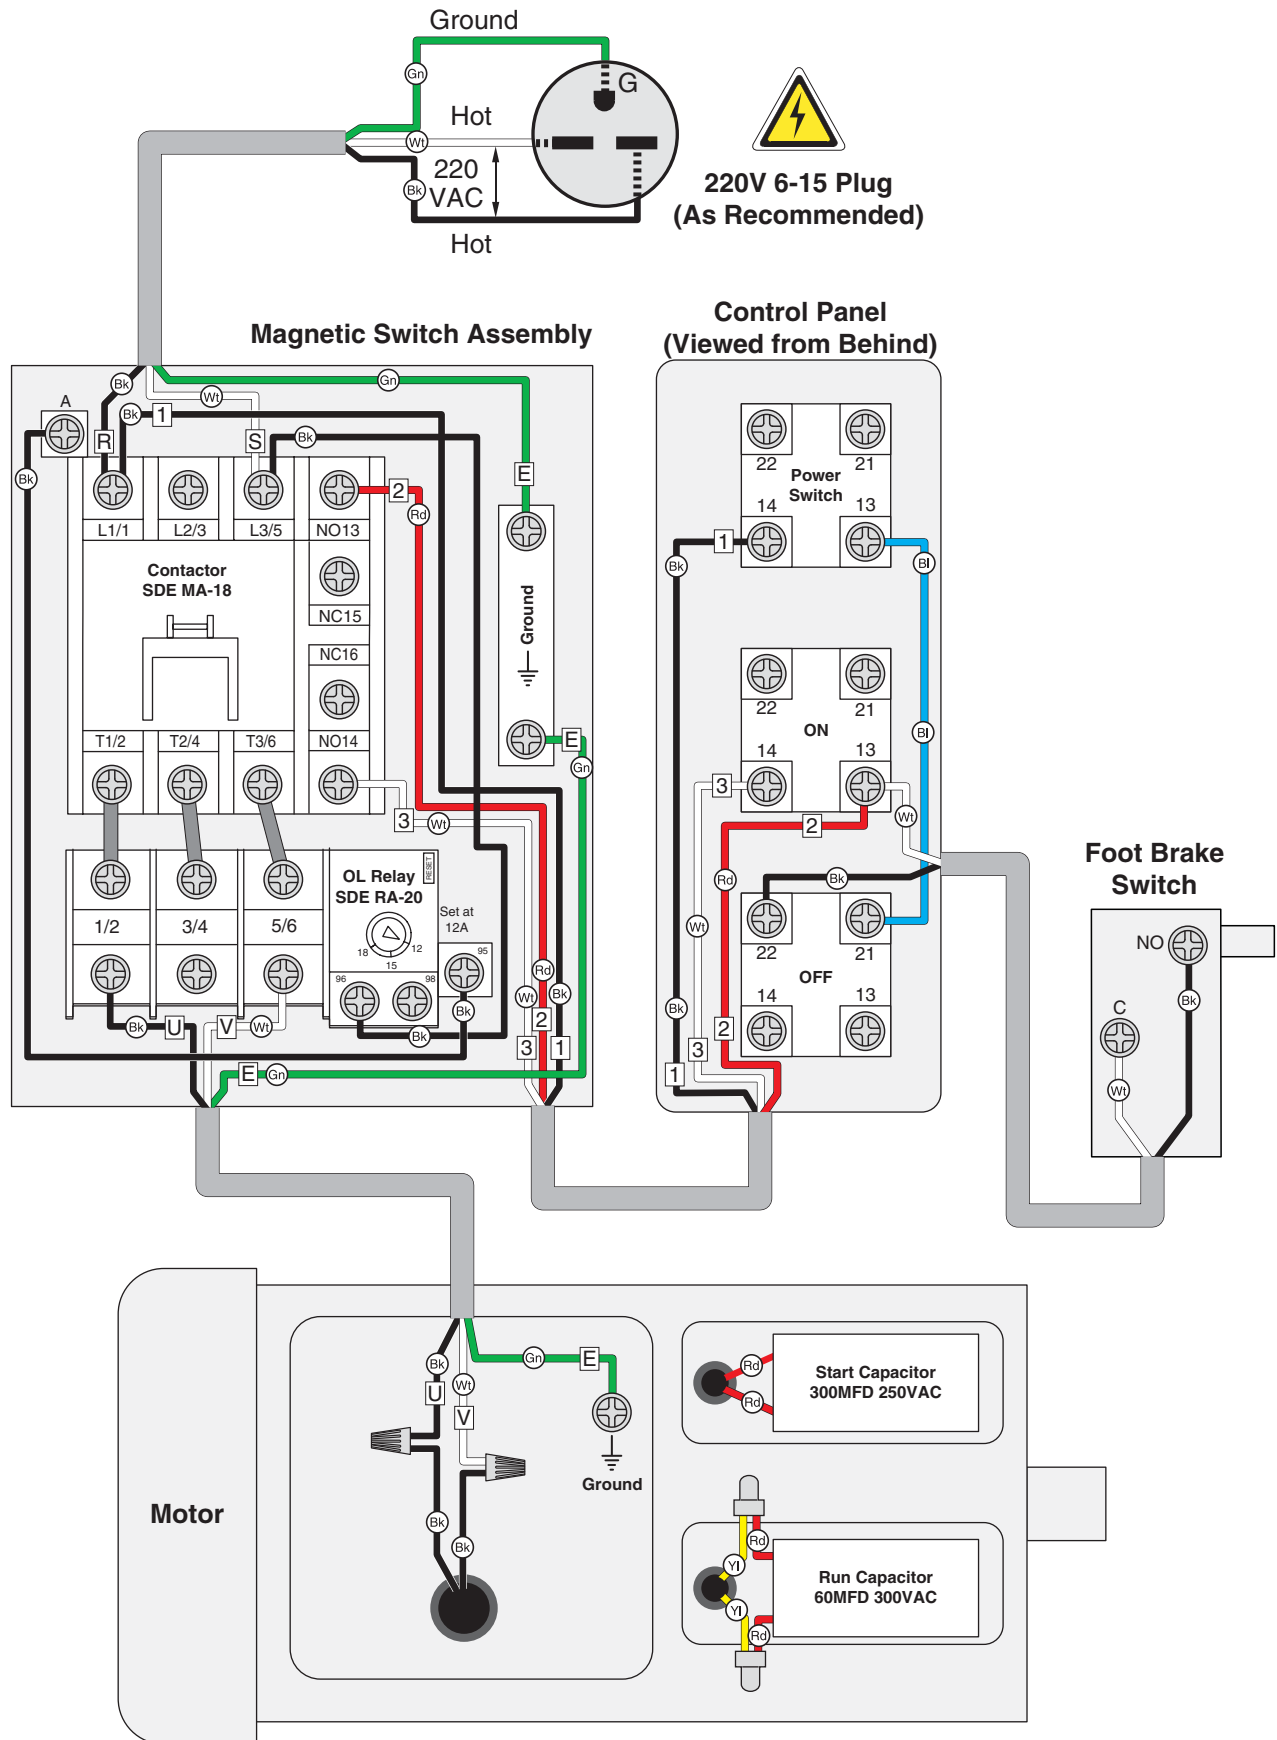 Ground
Gn
G
Hot
Wt
220
VAC
Bk
Hot
220V 6-15 Plug
(As Recommended)
Magnetic Switch Assembly
Bk
Wt
Gn
A
Bk
1
R
S
Bk
Bk
E
2
Rd
L1/1
L2/3
L3/5
NO13
Contactor
SDE MA-18
NC15
NC16
Ground
T1/2
T2/4
T3/6
NO14
E
Gn
3
Wt
OL Relay
SDE RA-20
RESET
Set at
12A
1/2
3/4
5/6
18
12
15
96
98
95
Rd
Wt
Bk
Bk
Bk
U
V
Wt
Bk
2
3
1
E
Gn
Control Panel
(Viewed from Behind)
22
21
Power
Switch
14
13
1
Bk
Bl
22
21
ON
Bl
14
13
3
Wt
2
Rd
Bk
Wt
22
21
OFF
14
13
Bk
2
3
1
Foot Brake
Switch
NO
C
Bk
Wt
Motor
Bk
Wt
Gn
E
U
V
Ground
Bk
Bk
Rd
Rd
Start Capacitor
300MFD 250VAC
Rd
Yl
Run Capacitor
60MFD 300VAC
Yl
Rd